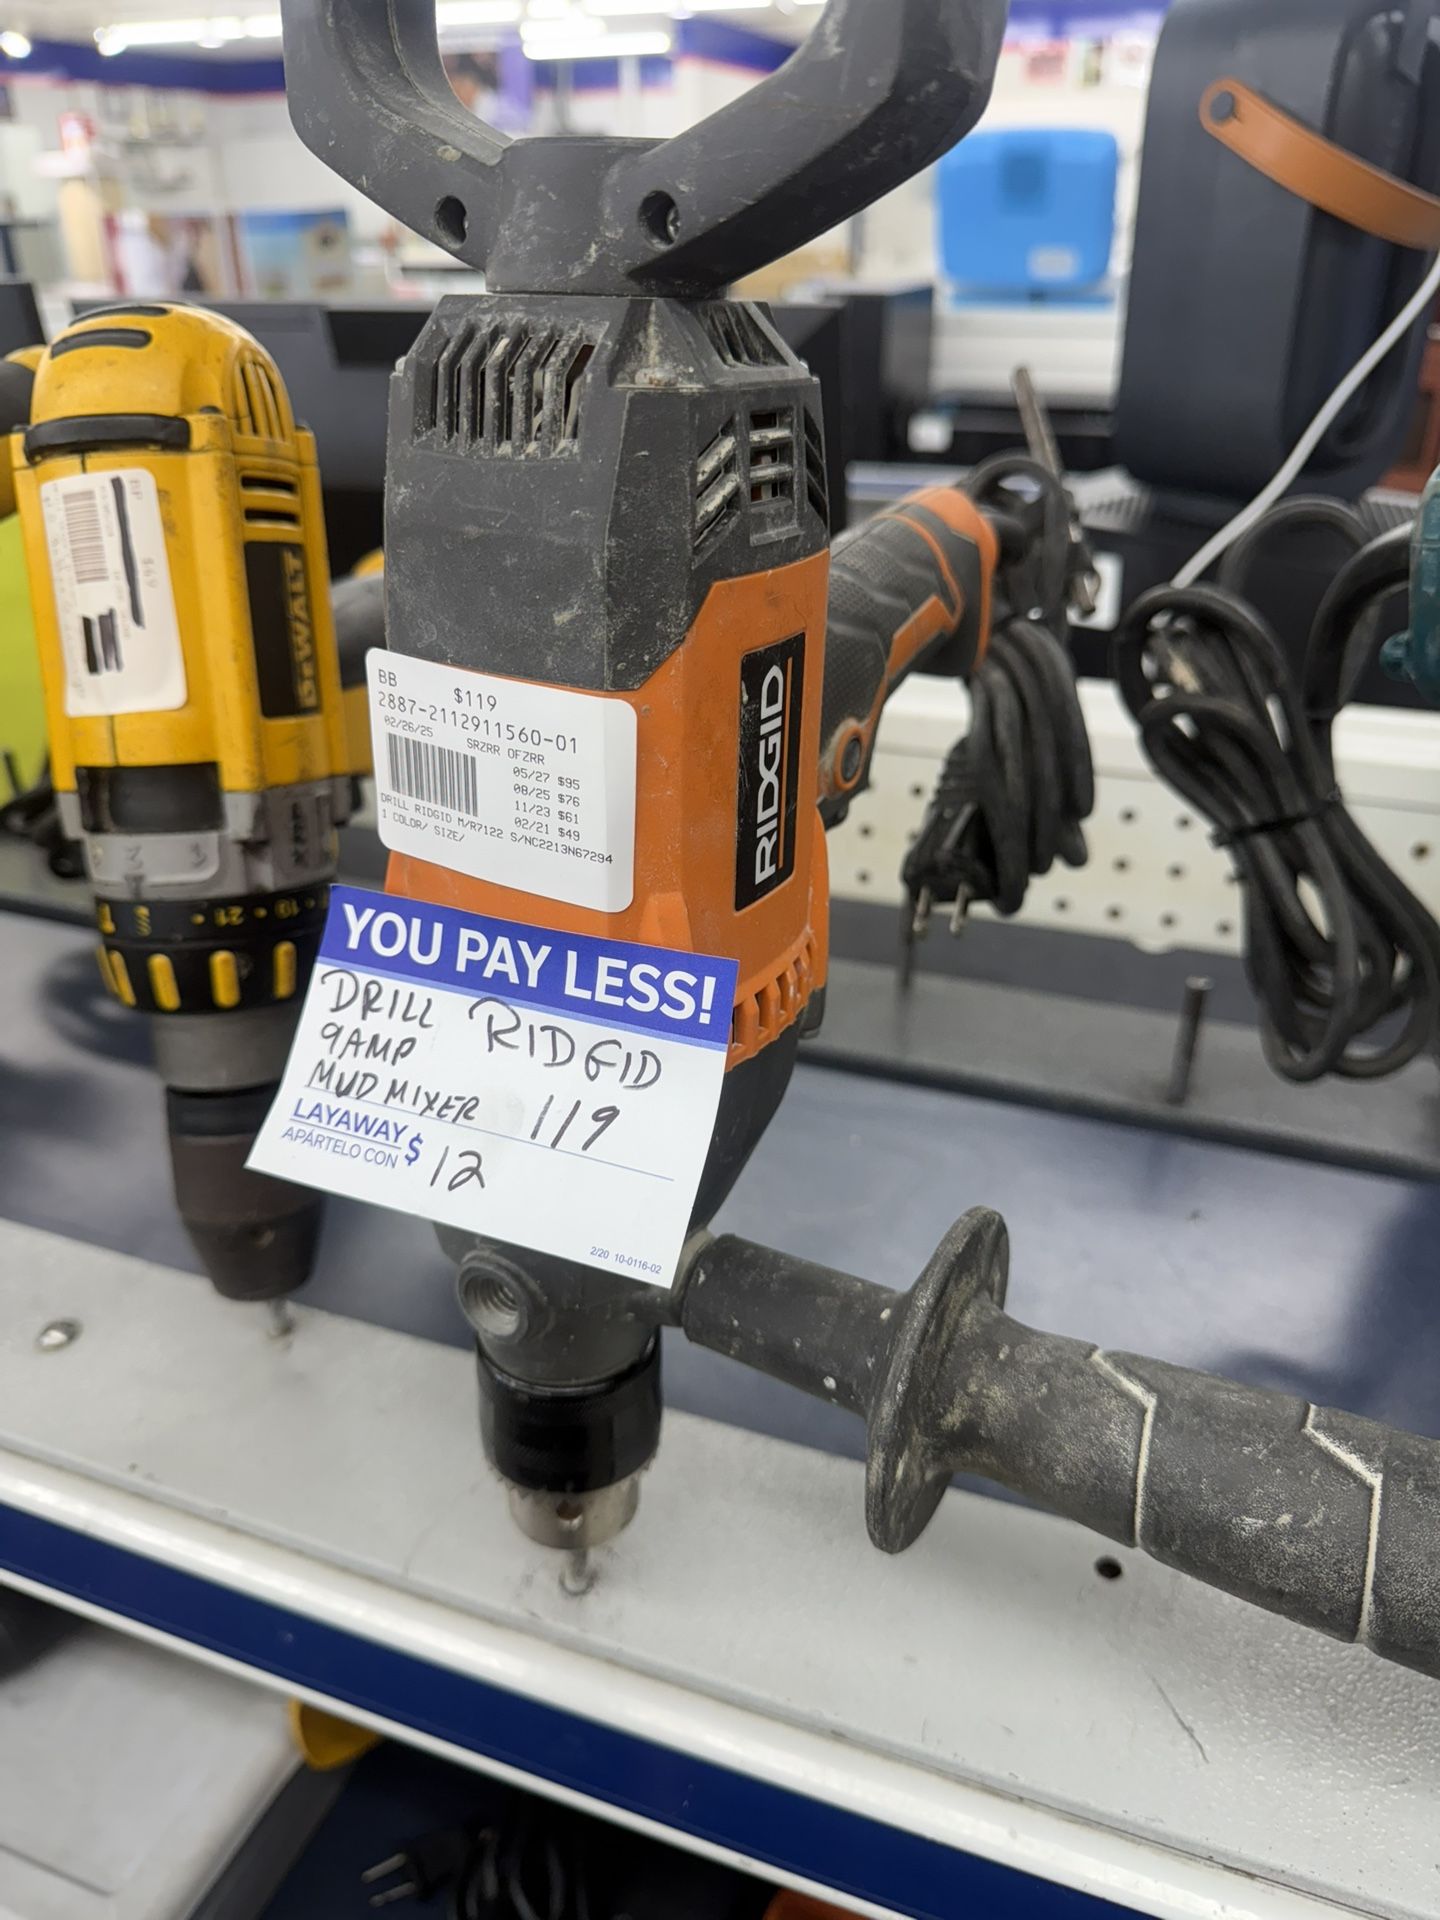 BB $119
2887-2112911560-01
02/26/25 SRZRR OFZRR
05/27 $95
08/25 $76
11/23 $61
02/21 $49
DRILL RIDGID M/R7122 S/NC2213N67294
1 COLOR/ SIZE/
RIDGID
YOU PAY LESS!
DRILL RIDGID
9AMP
MUD MIXER 119
LAYAWAY
APÁRTELO CON $ 12
2/20 10-0116-02
DEWALT
$69
XRP